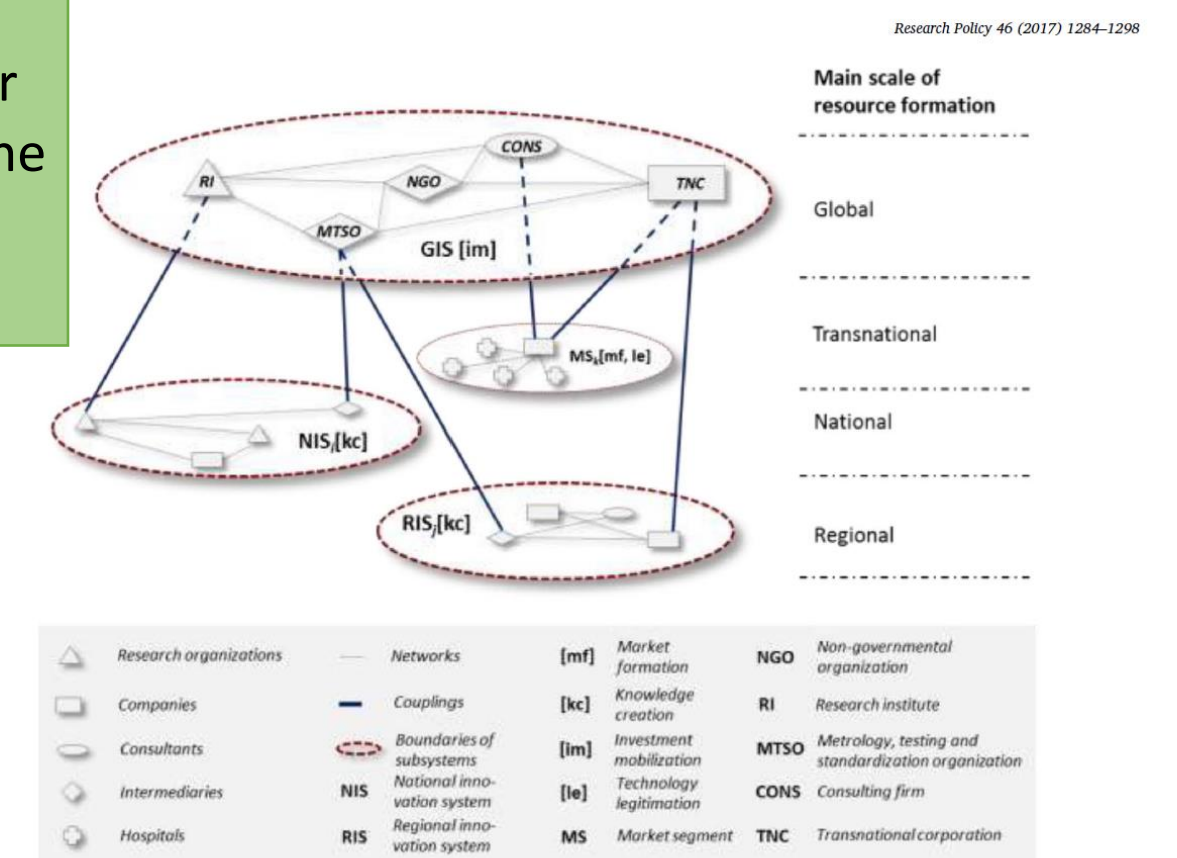 r
ne
Research Policy 46 (2017) 1284–1298
Main scale of
resource formation
Global
Transnational
National
Regional
CONS
RI
NGO
TNC
MTSO
GIS [im]
MSₖ[mf, le]
NISᵢ[kc]
RISⱼ[kc]
Research organizations
Companies
Consultants
Intermediaries
Hospitals
Networks
Couplings
Boundaries of
subsystems
NIS National inno-
vation system
RIS Regional inno-
vation system
[mf] Market
formation
[kc] Knowledge
creation
[im] Investment
mobilization
[le] Technology
legitimation
MS Market segment
NGO Non-governmental
organization
RI Research institute
MTSO Metrology, testing and
standardization organization
CONS Consulting firm
TNC Transnational corporation